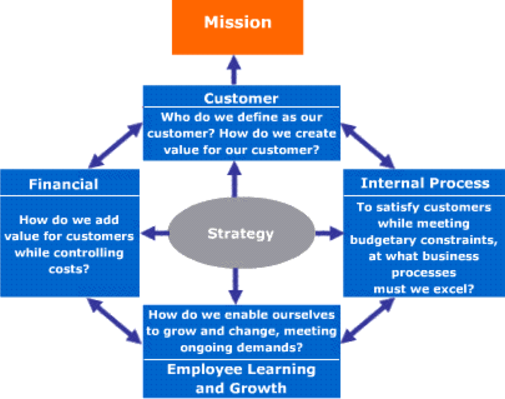 Mission
Customer
Who do we define as our
customer? How do we create
value for our customer?
Financial
How do we add
value for customers
while controlling
costs?
Strategy
Internal Process
To satisfy customers
while meeting
budgetary constraints,
at what business
processes
must we excel?
How do we enable ourselves
to grow and change, meeting
ongoing demands?
Employee Learning
and Growth